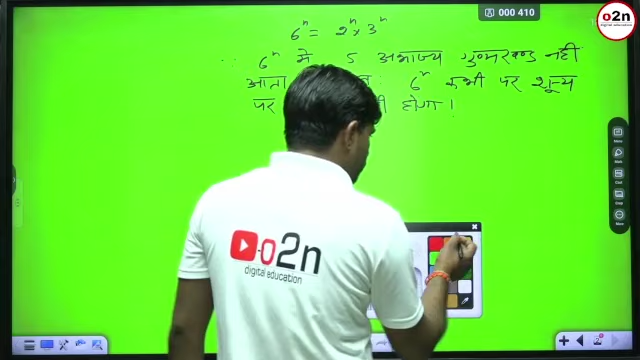 000 410
o2n
6ⁿ = 2ⁿ × 3ⁿ
∵ 6ⁿ में 5 अभाज्य गुणनखण्ड नही
आता 6ⁿ कभी पर शून्य
पर होगा।
o2n
digital education